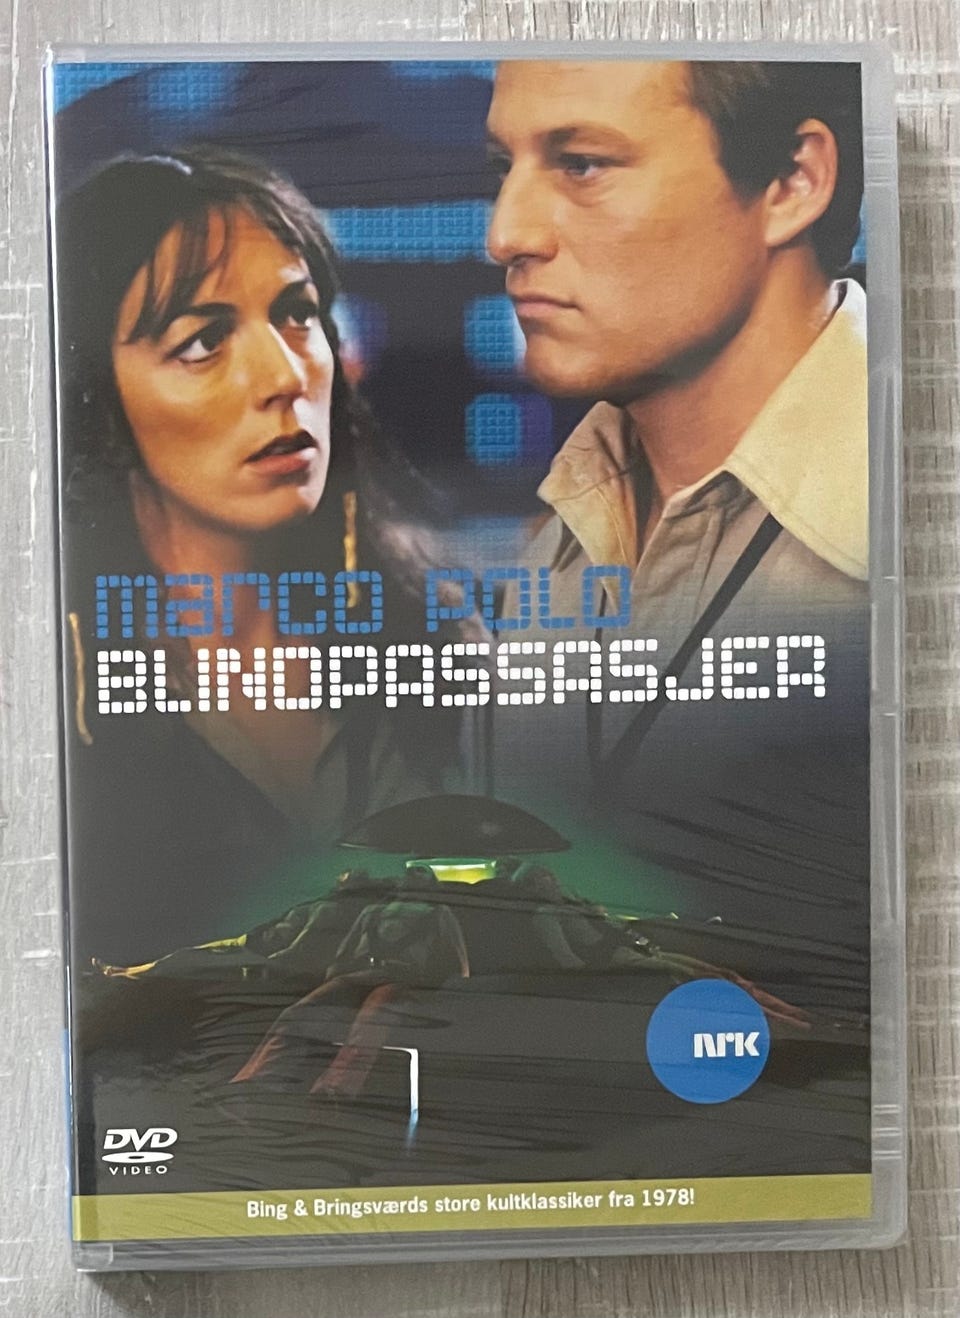 marco polo
BLINDPASSASJER
nrk
DVD
VIDEO
Bing & Bringsværds store kultklassiker fra 1978!